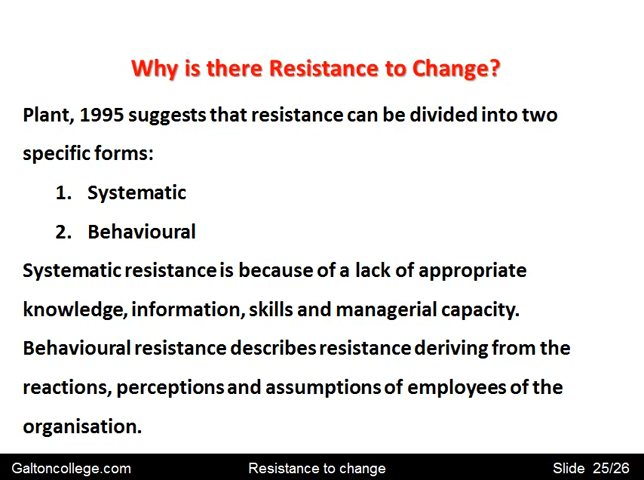 Why is there Resistance to Change?
Plant, 1995 suggests that resistance can be divided into two
specific forms:
1. Systematic
2. Behavioural
Systematic resistance is because of a lack of appropriate
knowledge, information, skills and managerial capacity.
Behavioural resistance describes resistance deriving from the
reactions, perceptions and assumptions of employees of the
organisation.
Galtoncollege.com Resistance to change Slide 25/26